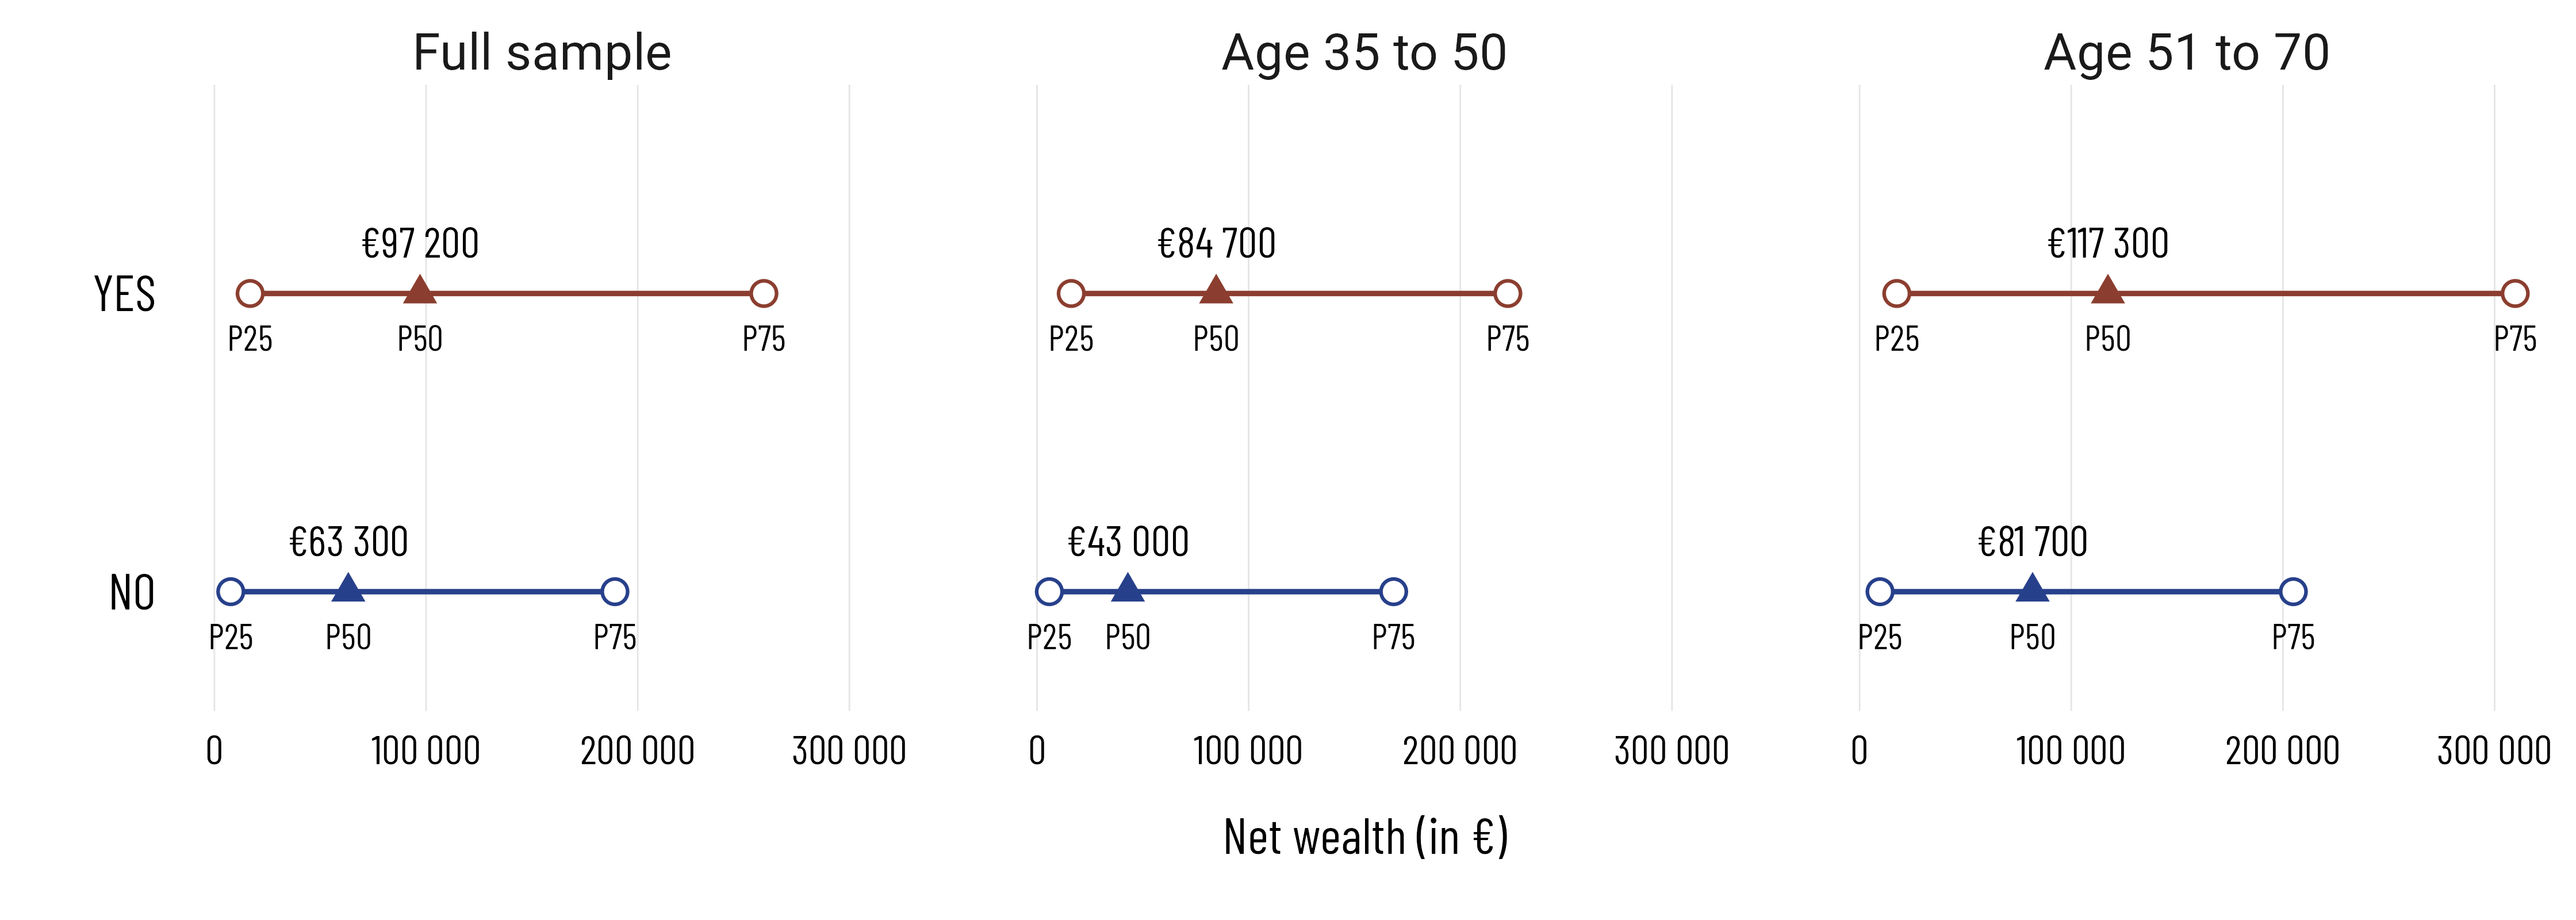 Full sample Age 35 to 50 Age 51 to 70
€97 200 €84 700 €117 300
YES
P25 P50 P75 P25 P50 P75 P25 P50 P75
€63 300 €43 000 €81 700
NO
P25 P50 P75 P25 P50 P75 P25 P50 P75
0 100 000 200 000 300 000 0 100 000 200 000 300 000 0 100 000 200 000 300 000
Net wealth (in €)